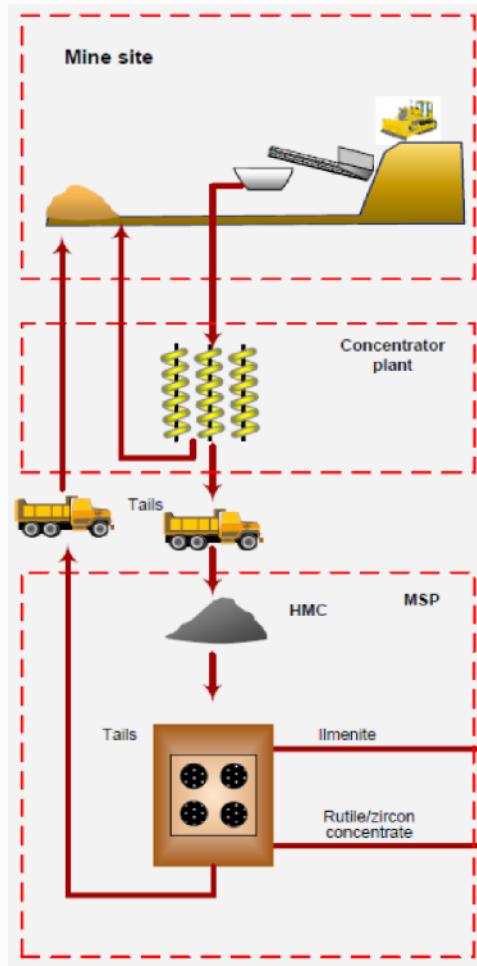 Mine site
Concentrator
plant
Tails
HMC
MSP
Tails
Ilmenite
Rutile/zircon
concentrate